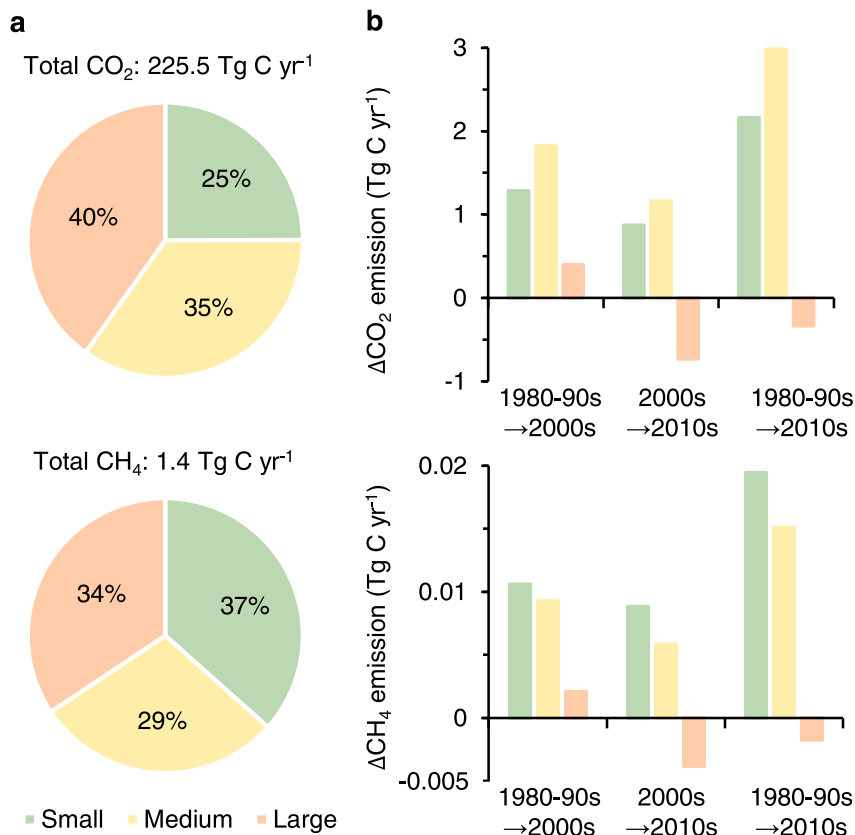 a
Total CO₂: 225.5 Tg C yr⁻¹
25%
40%
35%
Total CH₄: 1.4 Tg C yr⁻¹
34%
37%
29%
Small Medium Large
b
ΔCO₂ emission (Tg C yr⁻¹)
3
2
1
0
-1
1980-90s
→2000s
2000s
→2010s
1980-90s
→2010s
ΔCH₄ emission (Tg C yr⁻¹)
0.02
0.01
0
-0.005
1980-90s
→2000s
2000s
→2010s
1980-90s
→2010s